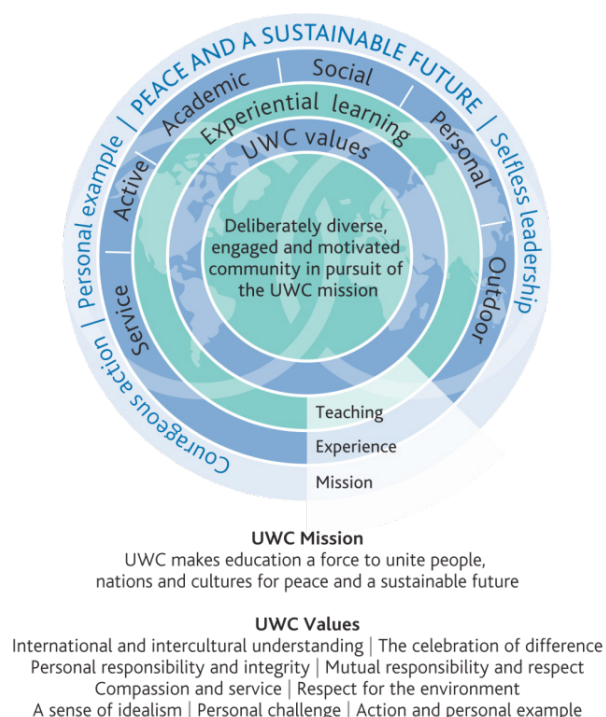 Courageous action | Personal example | PEACE AND A SUSTAINABLE FUTURE | Selfless leadership
Service | Active | Academic | Social | Personal | Outdoor
Experiential learning
UWC values
Deliberately diverse,
engaged and motivated
community in pursuit of
the UWC mission
Teaching
Experience
Mission
UWC Mission
UWC makes education a force to unite people,
nations and cultures for peace and a sustainable future
UWC Values
International and intercultural understanding | The celebration of difference
Personal responsibility and integrity | Mutual responsibility and respect
Compassion and service | Respect for the environment
A sense of idealism | Personal challenge | Action and personal example